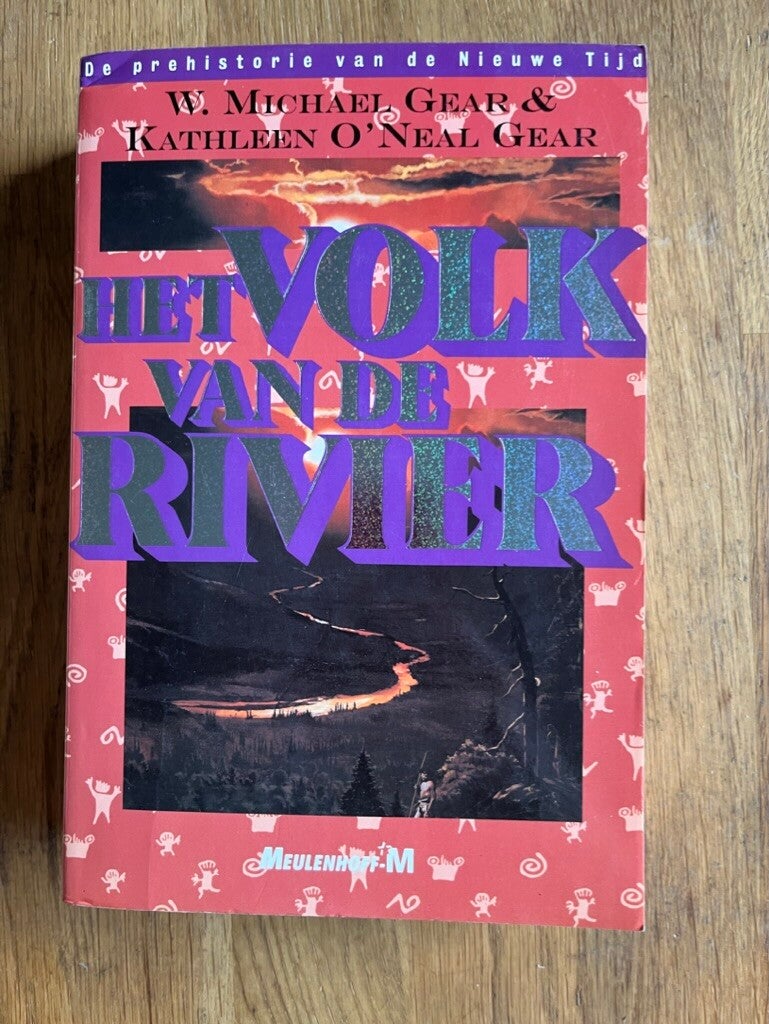 De prehistorie van de Nieuwe Tijd
W. MICHAEL GEAR &
KATHLEEN O'NEAL GEAR
HET VOLK
VAN DE
RIVIER
MEULENHOFF-M